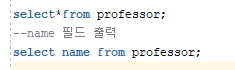 select*from professor;
--name 필드 출력
select name from professor;